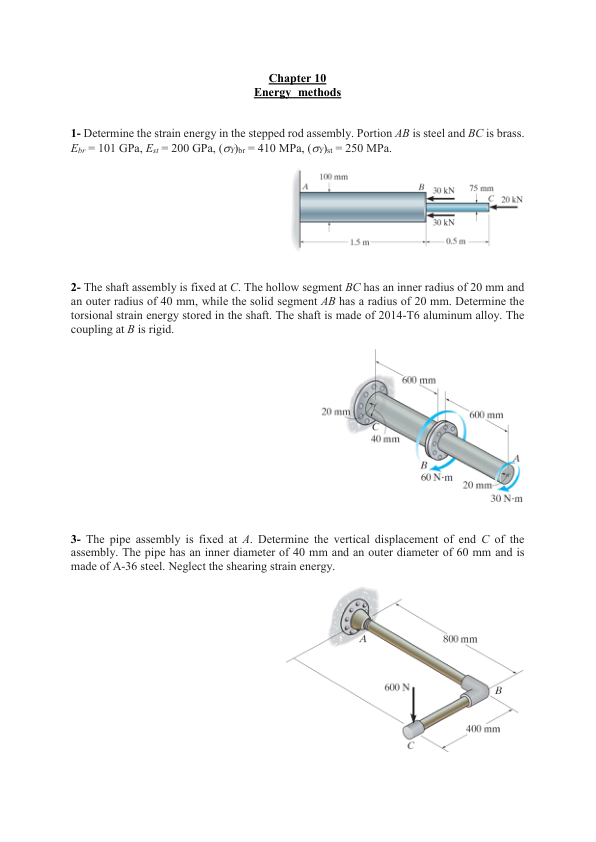 Chapter 10
Energy methods
1- Determine the strain energy in the stepped rod assembly. Portion AB is steel and BC is brass.
Ebr = 101 GPa, Est = 200 GPa, (σY)br = 410 MPa, (σY)st = 250 MPa.
100 mm
A
B
30 kN
75 mm
C
20 kN
30 kN
1.5 m
0.5 m
2- The shaft assembly is fixed at C. The hollow segment BC has an inner radius of 20 mm and
an outer radius of 40 mm, while the solid segment AB has a radius of 20 mm. Determine the
torsional strain energy stored in the shaft. The shaft is made of 2014-T6 aluminum alloy. The
coupling at B is rigid.
600 mm
20 mm
600 mm
C
40 mm
A
B
60 N·m
20 mm
30 N·m
3- The pipe assembly is fixed at A. Determine the vertical displacement of end C of the
assembly. The pipe has an inner diameter of 40 mm and an outer diameter of 60 mm and is
made of A-36 steel. Neglect the shearing strain energy.
A
800 mm
600 N
B
400 mm
C